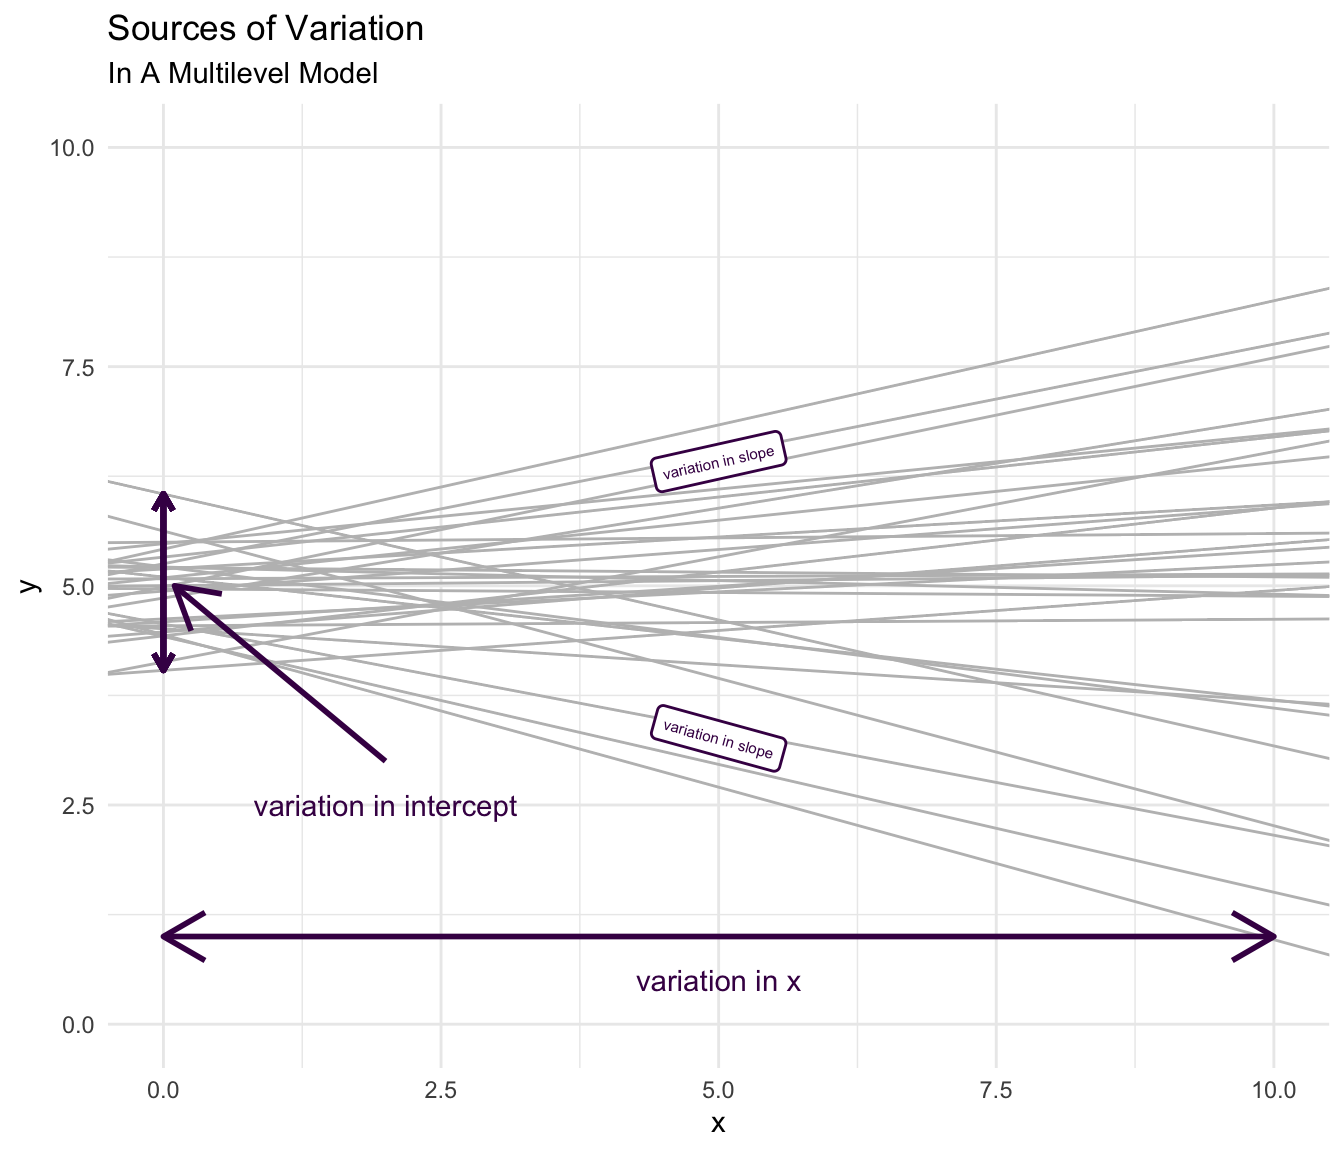 Sources of Variation
In A Multilevel Model
10.0
7.5
5.0
2.5
0.0
y
variation in slope
variation in slope
variation in intercept
variation in x
0.0 2.5 5.0 7.5 10.0
x